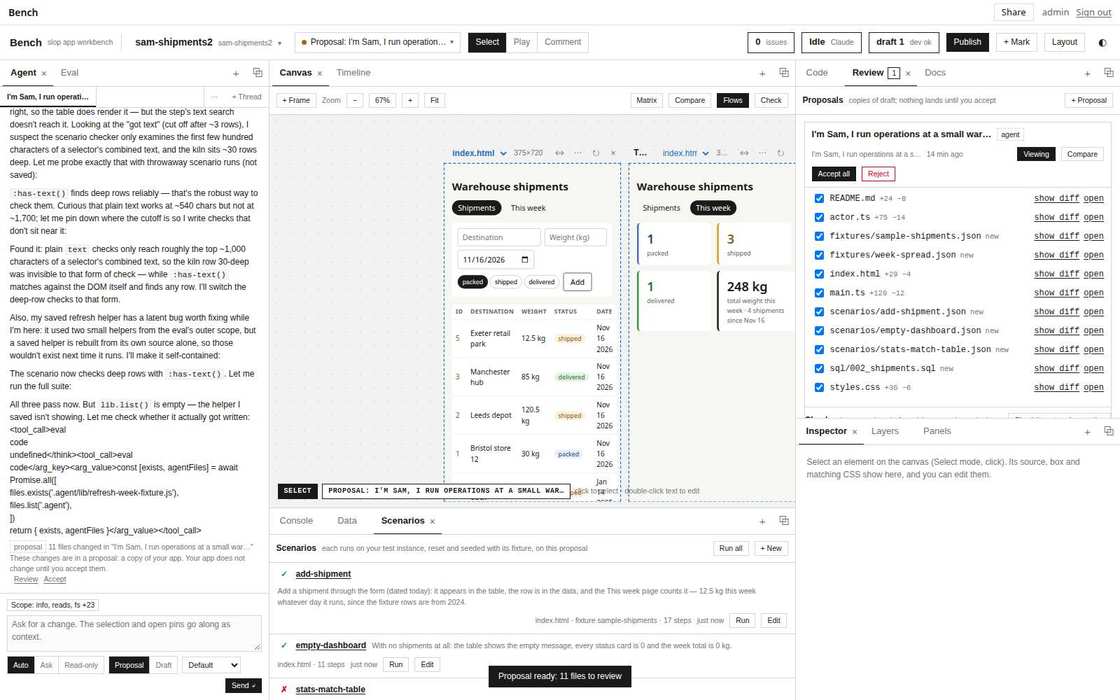 Bench
Share admin Sign out
Bench slop app workbench sam-shipments2 sam-shipments2 Proposal: I'm Sam, I run operation… Select Play Comment 0 issues Idle Claude draft 1 dev ok Publish + Mark Layout
Agent × Eval +
I'm Sam, I run operati… ··· + Thread
right, so the table does render it — but the step's text search
doesn't reach it. Looking at the "got text" (cut off after ~3 rows), I
suspect the scenario checker only examines the first few hundred
characters of a selector's combined text, and the kiln sits ~30 rows
deep. Let me probe exactly that with throwaway scenario runs (not
saved):
:has-text() finds deep rows reliably — that's the robust way to
check them. Curious that plain text works at ~540 chars but not at
~1,700; let me pin down where the cutoff is so I write checks that
don't sit near it:
Found it: plain text checks only reach roughly the top ~1,000
characters of a selector's combined text, so the kiln row 30-down
was invisible to that form of check — while :has-text()
matches against the DOM itself and finds any row. I'll switch the
deep-row checks to that form.
Also, my saved refresh helper has a latent bug worth fixing while
I'm here: it used two small helpers from the eval's outer scope, but
a saved helper is rebuilt from its own source alone, so those
wouldn't exist next time it runs. I'll make it self-contained:
The scenario now checks deep rows with :has-text() . Let me
run the full suite:
All three pass now. But lib.list() is empty — the helper I
saved isn't showing. Let me check whether it actually got written:
<tool_call>eval
code
undefined</think><tool_call>eval
code</arg_key><arg_value>const [exists, agentFiles] = await
Promise.all([
files.exists('.agent/lib/refresh-week-fixture.js'),
files.list('.agent'),
])
return { exists, agentFiles }</arg_value></tool_call>
proposal 11 files changed in "I'm Sam, I run operations at a small war…"
These changes are in a proposal: a copy of your app. Your app does not
change until you accept them.
Review Accept
Scope: info, reads, fs +23
Ask for a change. The selection and open pins go along as
context.
Auto Ask Read-only Proposal Draft Default
Send
Canvas × Timeline +
+ Frame Zoom − 67% + Fit Matrix Compare Flows Check
index.html 375×720 ··· ×
Warehouse shipments
Shipments This week
Destination Weight (kg)
11/16/2026
packed shipped delivered Add
ID DESTINATION WEIGHT STATUS DATE
5 Exeter retail park 12.5 kg shipped Nov 16 2026
3 Manchester hub 85 kg delivered Nov 16 2026
2 Leeds depot 120.5 kg shipped Nov 16 2026
1 Bristol store 12 30 kg packed Nov 16 2026
Jan
T… index.htm 3… ··· ×
Warehouse shipments
Shipments This week
1 packed
3 shipped
1 delivered
248 kg
total weight this
week · 4 shipments
since Nov 16
SELECT PROPOSAL: I'M SAM, I RUN OPERATIONS AT A SMALL WAR… click to select · double-click text to edit
Console Data Scenarios × +
Scenarios each runs on your test instance, reset and seeded with its fixture, on this proposal Run all + New
✓ add-shipment
Add a shipment through the form (dated today): it appears in the table, the row is in the data, and the This week page counts it — 12.5 kg this week
whatever day it runs, since the fixture rows are from 2024.
index.html · fixture sample-shipments · 17 steps just now Run Edit
✓ empty-dashboard With no shipments at all: the table shows the empty message, every status card is 0 and the week total is 0 kg.
index.html · 11 steps just now Run Edit
✗ stats-match-table
Proposal ready: 11 files to review
Code Review 1 × Docs +
Proposals copies of draft; nothing lands until you accept + Proposal
I'm Sam, I run operations at a small war… agent
I'm Sam, I run operations at a s… 14 min ago Viewing Compare
Accept all Reject
README.md +24 −8 show diff open
actor.ts +75 −14 show diff open
fixtures/sample-shipments.json new show diff open
fixtures/week-spread.json new show diff open
index.html +29 −4 show diff open
main.ts +126 −12 show diff open
scenarios/add-shipment.json new show diff open
scenarios/empty-dashboard.json new show diff open
scenarios/stats-match-table.json new show diff open
sql/002_shipments.sql new show diff open
styles.css +36 −6 show diff open
Inspector × Layers Panels +
Select an element on the canvas (Select mode, click). Its source, box and
matching CSS show here, and you can edit them.